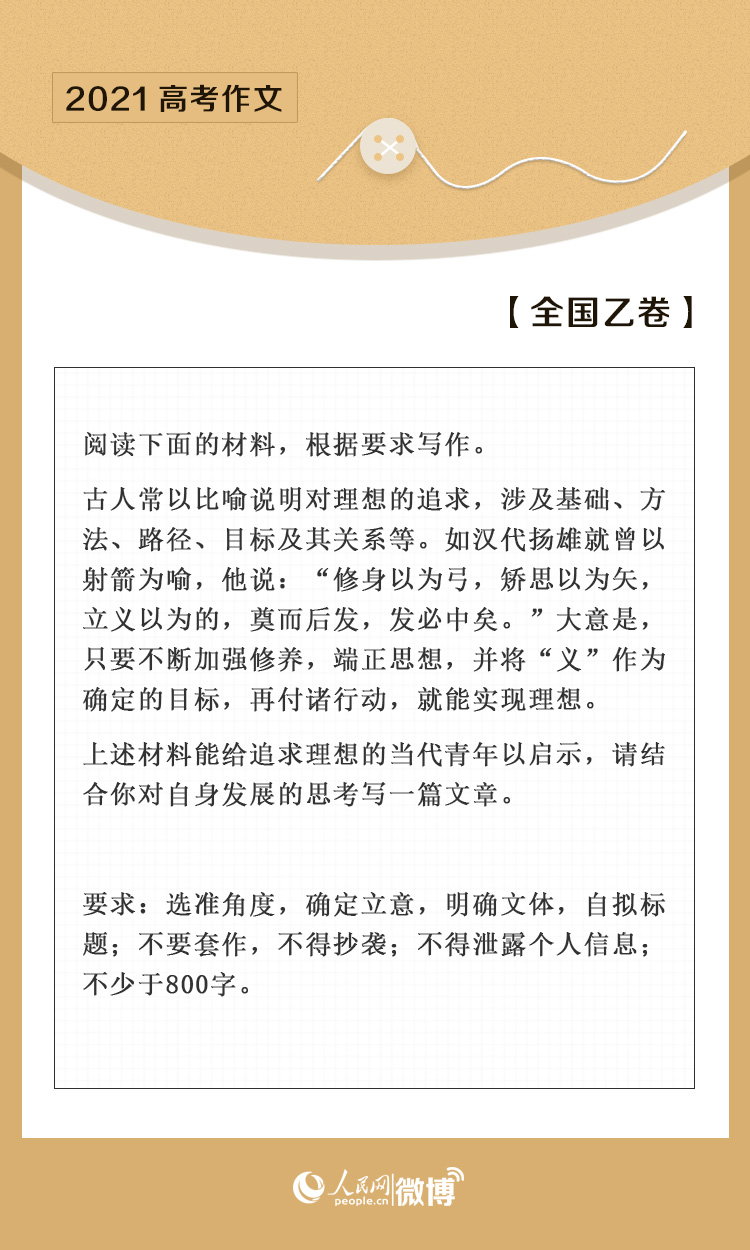 2021高考作文
【全国乙卷】
阅读下面的材料，根据要求写作。
古人常以比喻说明对理想的追求，涉及基础、方
法、路径、目标及其关系等。如汉代扬雄就曾以
射箭为喻，他说：“修身以为弓，矫思以为矢，
立义以为的，奠而后发，发必中矣。”大意是，
只要不断加强修养，端正思想，并将“义”作为
确定的目标，再付诸行动，就能实现理想。
上述材料能给追求理想的当代青年以启示，请结
合你对自身发展的思考写一篇文章。
要求：选准角度，确定立意，明确文体，自拟标
题；不要套作，不得抄袭；不得泄露个人信息；
不少于800字。
人民网 微博
people.cn